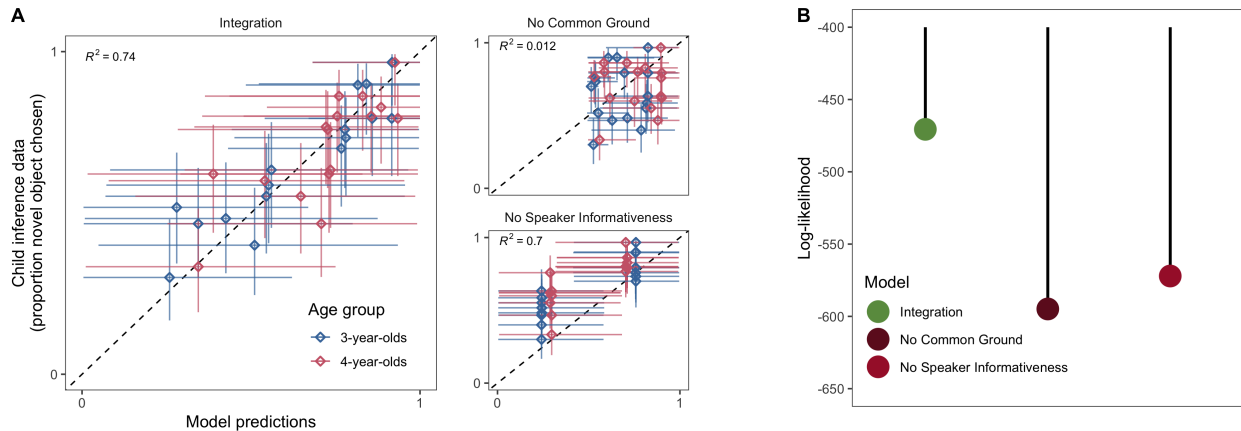 A
Integration
R² = 0.74
1
0
0
1
Child inference data
(proportion novel object chosen)
Model predictions
Age group
3-year-olds
4-year-olds
No Common Ground
R² = 0.012
1
0
No Speaker Informativeness
R² = 0.7
1
0
0
1
B
-400
-450
-500
-550
-600
-650
Log-likelihood
Model
Integration
No Common Ground
No Speaker Informativeness